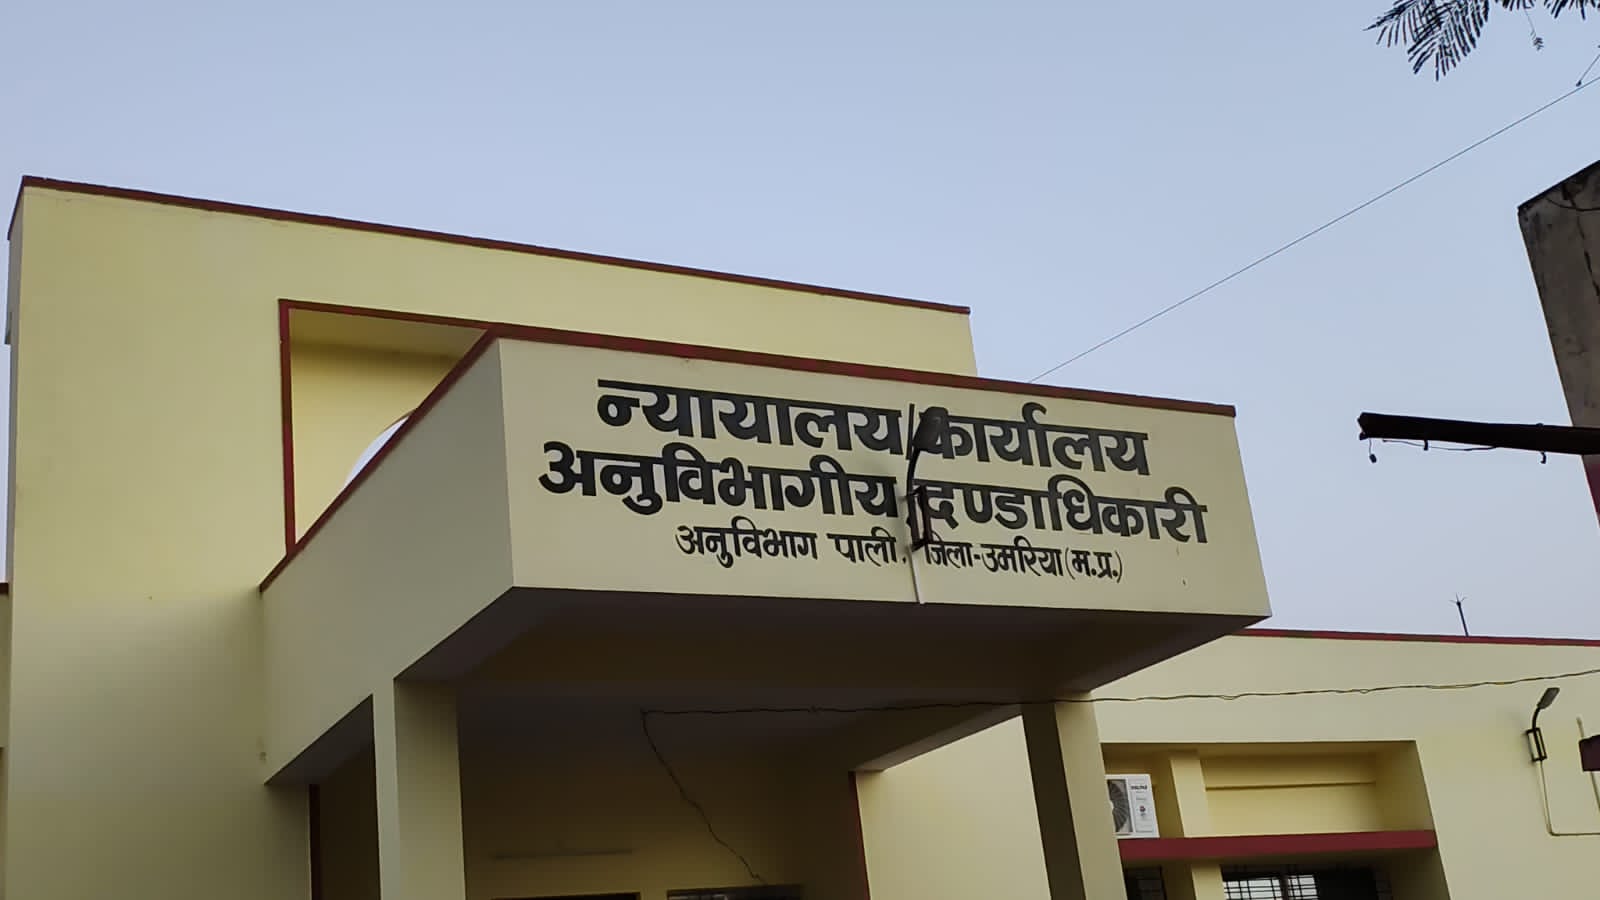 न्यायालय/कार्यालय
अनुविभागीय दण्डाधिकारी
अनुविभाग पाली, जिला-उमरिया (म.प्र.)